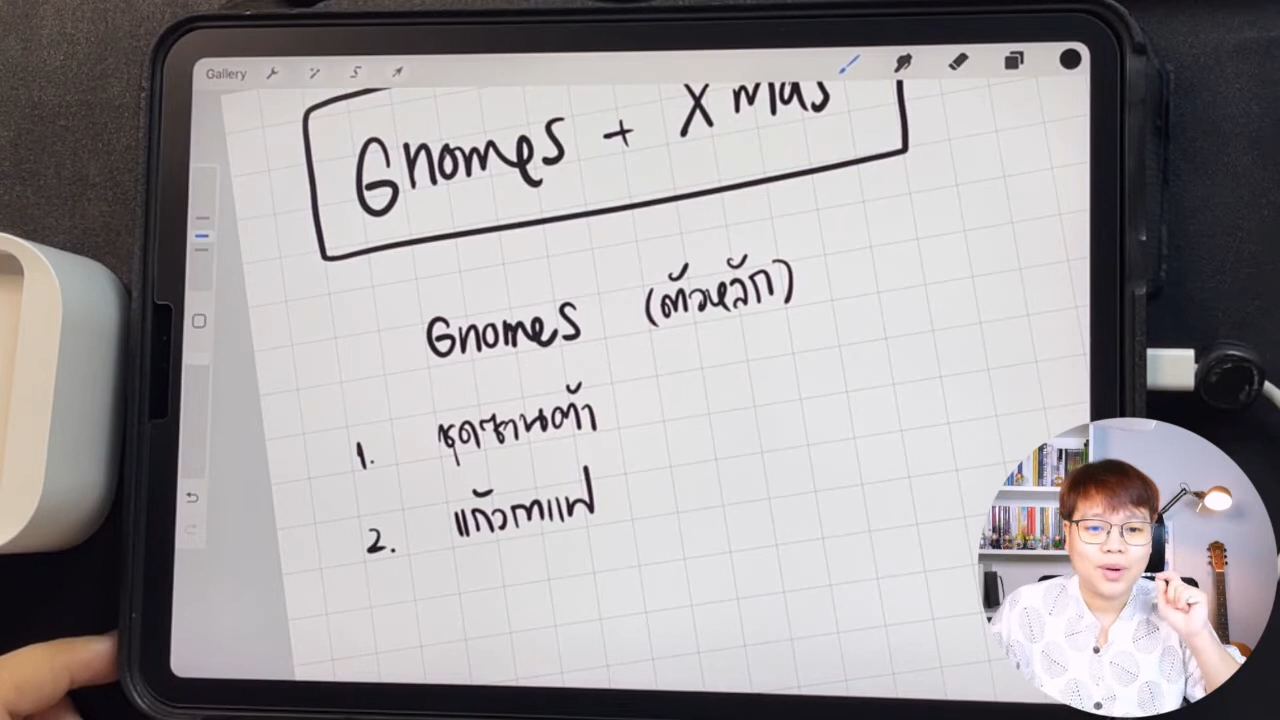 Gallery
Gnomes + Xmas
Gnomes (ตัวหลัก)
1. ชุดซานต้า
2. แก้วกาแฟ